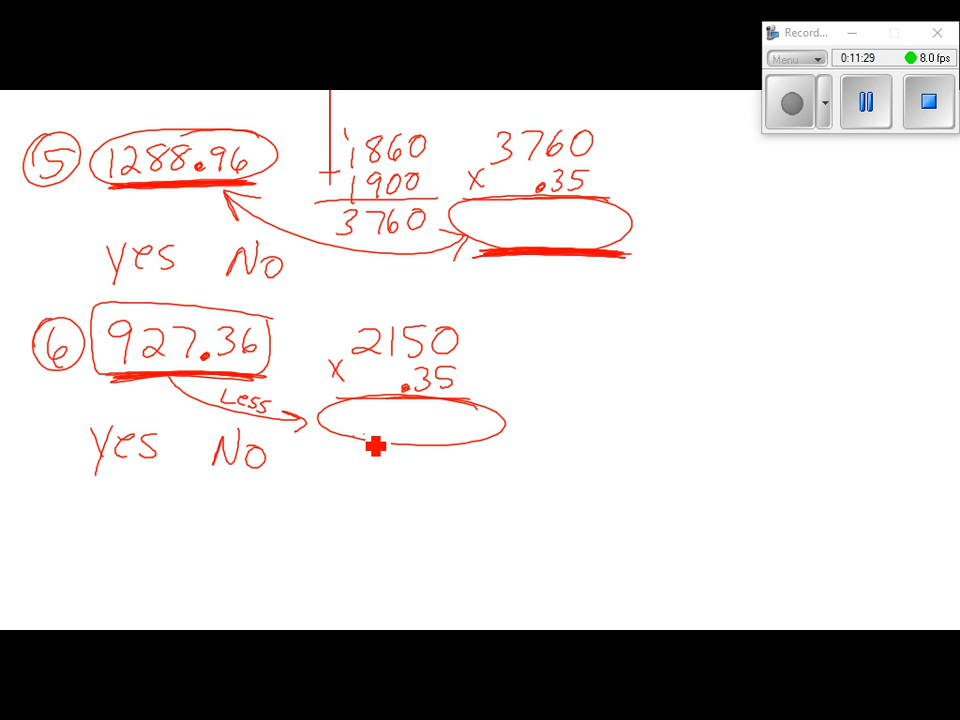 Record...
Menu
0:11:29
8.0 fps
5 1288.96
1860
+1900
3760
3760
x .35
Yes No
6 927.36
2150
x .35
Less
Yes No